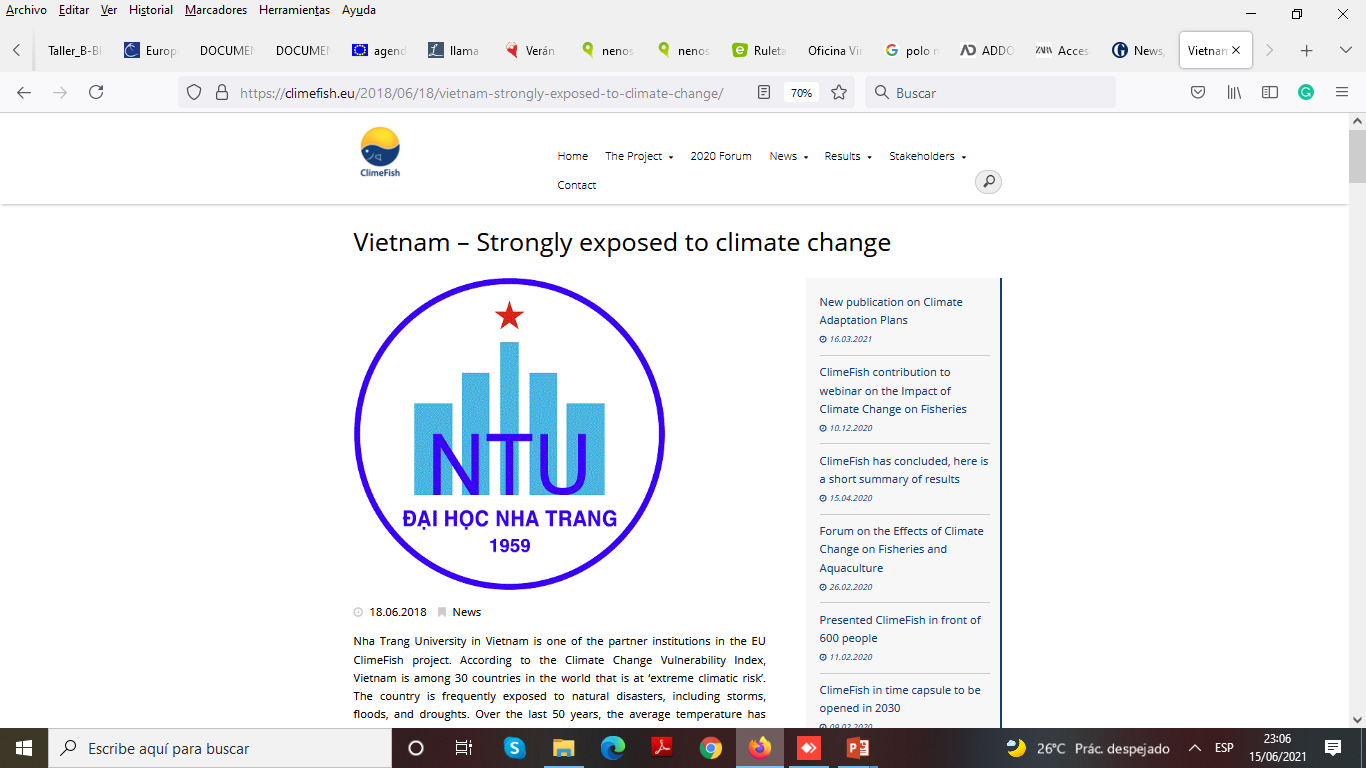 Archivo Editar Ver Historial Marcadores Herramientas Ayuda
Taller_B-Bl Europ DOCUMEN DOCUMEN agend llama Verán nenos nenos Ruleta Oficina Vir polo n ADDO ZARA Acces News, Vietnam
https://climefish.eu/2018/06/18/vietnam-strongly-exposed-to-climate-change/ 70% Buscar
ClimeFish
Home The Project 2020 Forum News Results Stakeholders
Contact
Vietnam – Strongly exposed to climate change
NTU
ĐẠI HỌC NHA TRANG
1959
18.06.2018 News
Nha Trang University in Vietnam is one of the partner institutions in the EU
ClimeFish project. According to the Climate Change Vulnerability Index,
Vietnam is among 30 countries in the world that is at ‘extreme climatic risk’.
The country is frequently exposed to natural disasters, including storms,
floods, and droughts. Over the last 50 years, the average temperature has
New publication on Climate
Adaptation Plans
16.03.2021
ClimeFish contribution to
webinar on the Impact of
Climate Change on Fisheries
10.12.2020
ClimeFish has concluded, here is
a short summary of results
15.04.2020
Forum on the Effects of Climate
Change on Fisheries and
Aquaculture
26.02.2020
Presented ClimeFish in front of
600 people
11.02.2020
ClimeFish in time capsule to be
opened in 2030
09.02.2020
Escribe aquí para buscar
26°C Prác. despejado ESP
23:06
15/06/2021